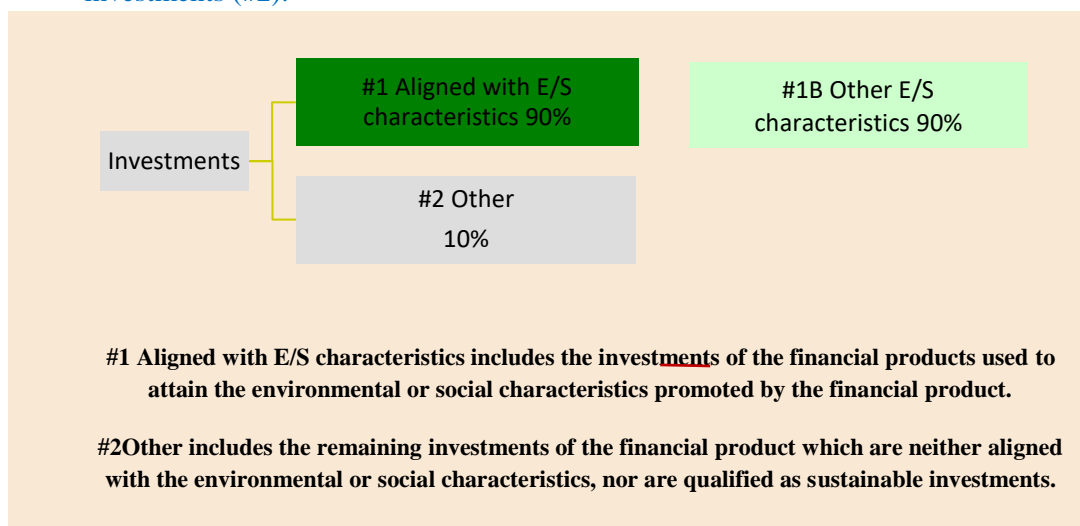 investments (#2).
#1 Aligned with E/S
characteristics 90%
#1B Other E/S
characteristics 90%
Investments
#2 Other
10%
#1 Aligned with E/S characteristics includes the investments of the financial products used to
attain the environmental or social characteristics promoted by the financial product.
#2Other includes the remaining investments of the financial product which are neither aligned
with the environmental or social characteristics, nor are qualified as sustainable investments.